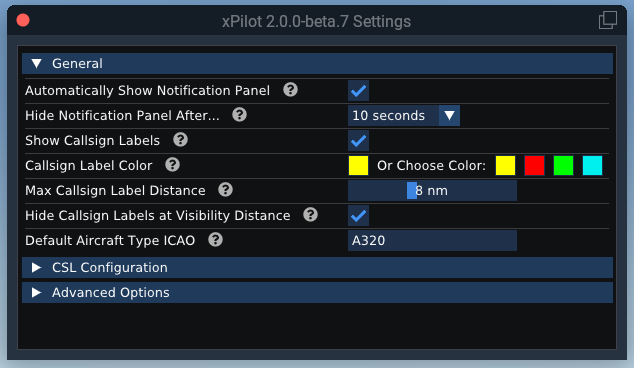 xPilot 2.0.0-beta.7 Settings
General
Automatically Show Notification Panel ?
Hide Notification Panel After... ? 10 seconds
Show Callsign Labels ?
Callsign Label Color ? Or Choose Color:
Max Callsign Label Distance ? 8 nm
Hide Callsign Labels at Visibility Distance ?
Default Aircraft Type ICAO ? A320
CSL Configuration
Advanced Options